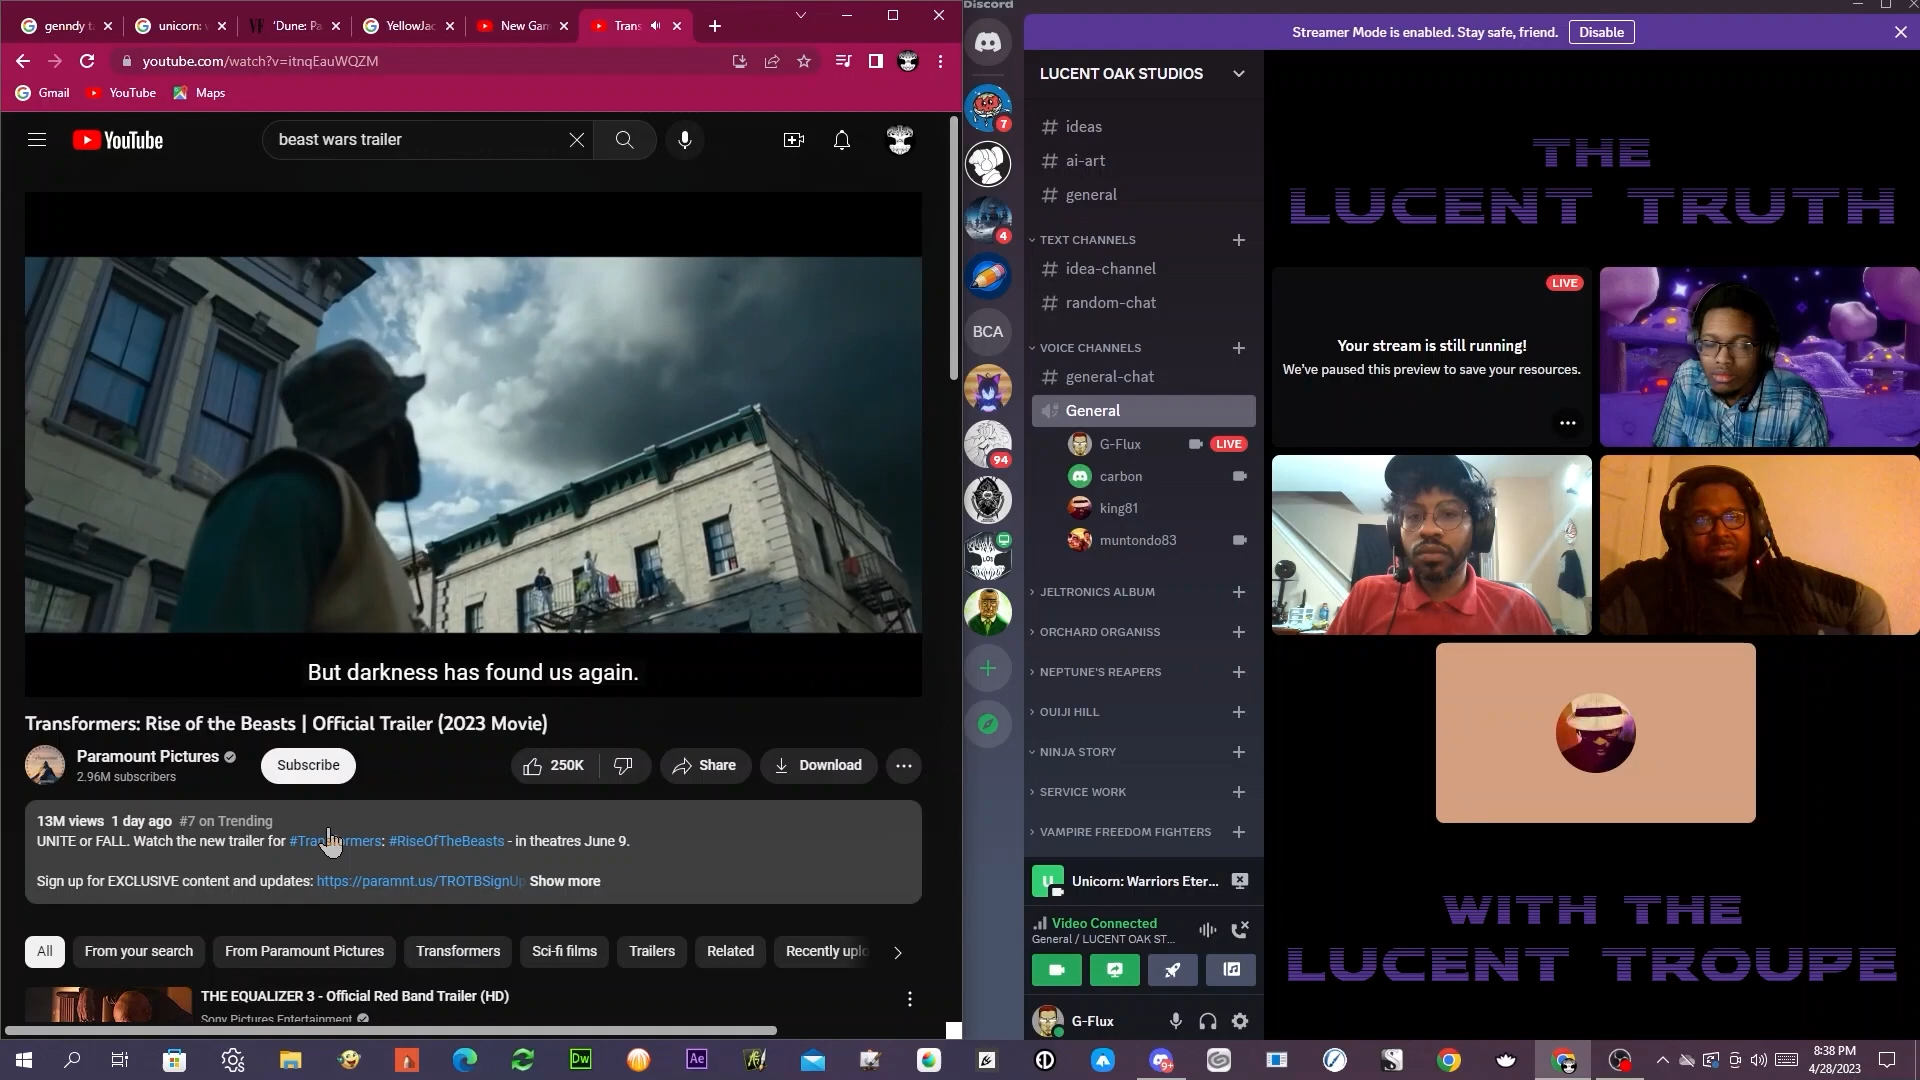 genndy t
unicorn:
'Dune: Pa
YellowJac
New Gam
Trans
youtube.com/watch?v=itnqEauWQZM
Gmail
YouTube
Maps
YouTube
beast wars trailer
But darkness has found us again.
Transformers: Rise of the Beasts | Official Trailer (2023 Movie)
Paramount Pictures
2.96M subscribers
Subscribe
250K
Share
Download
13M views 1 day ago #7 on Trending
UNITE or FALL. Watch the new trailer for #Transformers: #RiseOfTheBeasts - in theatres June 9.
Sign up for EXCLUSIVE content and updates: https://paramnt.us/TROTBSignUp Show more
All
From your search
From Paramount Pictures
Transformers
Sci-fi films
Trailers
Related
Recently uplo
THE EQUALIZER 3 - Official Red Band Trailer (HD)
Sony Pictures Entertainment
Discord
Streamer Mode is enabled. Stay safe, friend.
Disable
7
4
BCA
94
LOS
LUCENT OAK STUDIOS
# ideas
# ai-art
# general
TEXT CHANNELS
# idea-channel
# random-chat
VOICE CHANNELS
# general-chat
General
G-Flux
LIVE
carbon
king81
muntondo83
JELTRONICS ALBUM
ORCHARD ORGANISS
NEPTUNE'S REAPERS
OUIJI HILL
NINJA STORY
SERVICE WORK
VAMPIRE FREEDOM FIGHTERS
U
Unicorn: Warriors Eter...
Video Connected
General / LUCENT OAK ST...
G-Flux
THE
LUCENT TRUTH
LIVE
Your stream is still running!
We've paused this preview to save your resources.
WITH THE
LUCENT TROUPE
Dw
Ae
9+
8:38 PM
4/28/2023